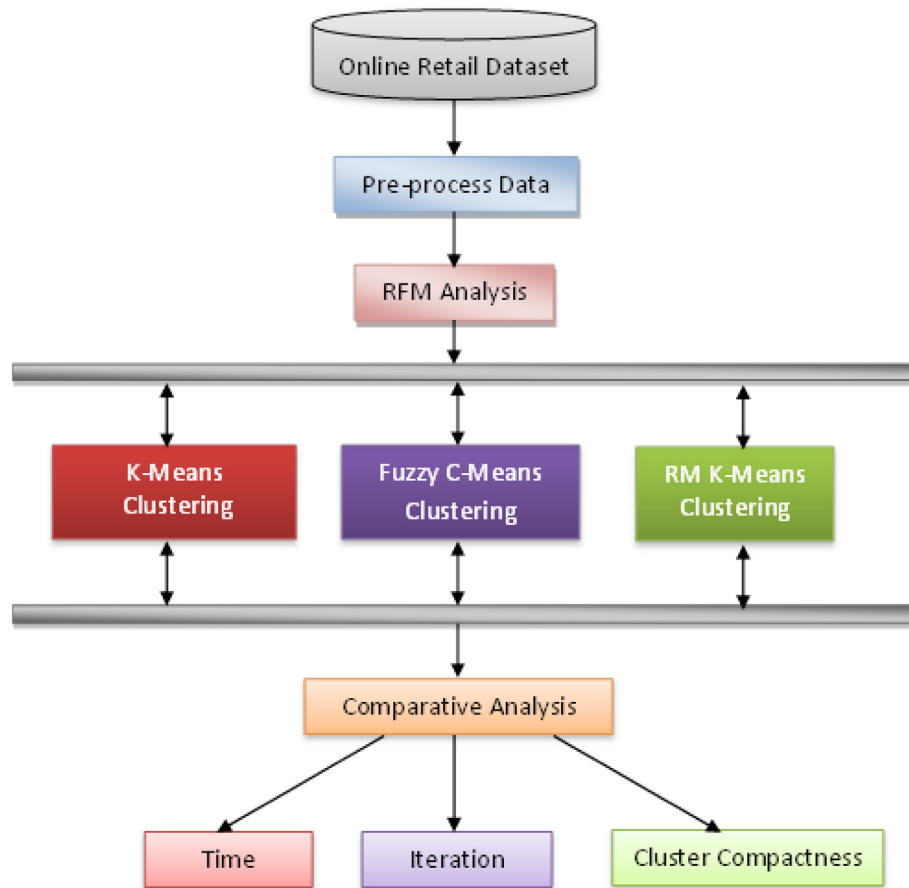 Online Retail Dataset
Pre-process Data
RFM Analysis
K-Means
Clustering
Fuzzy C-Means
Clustering
RM K-Means
Clustering
Comparative Analysis
Time
Iteration
Cluster Compactness